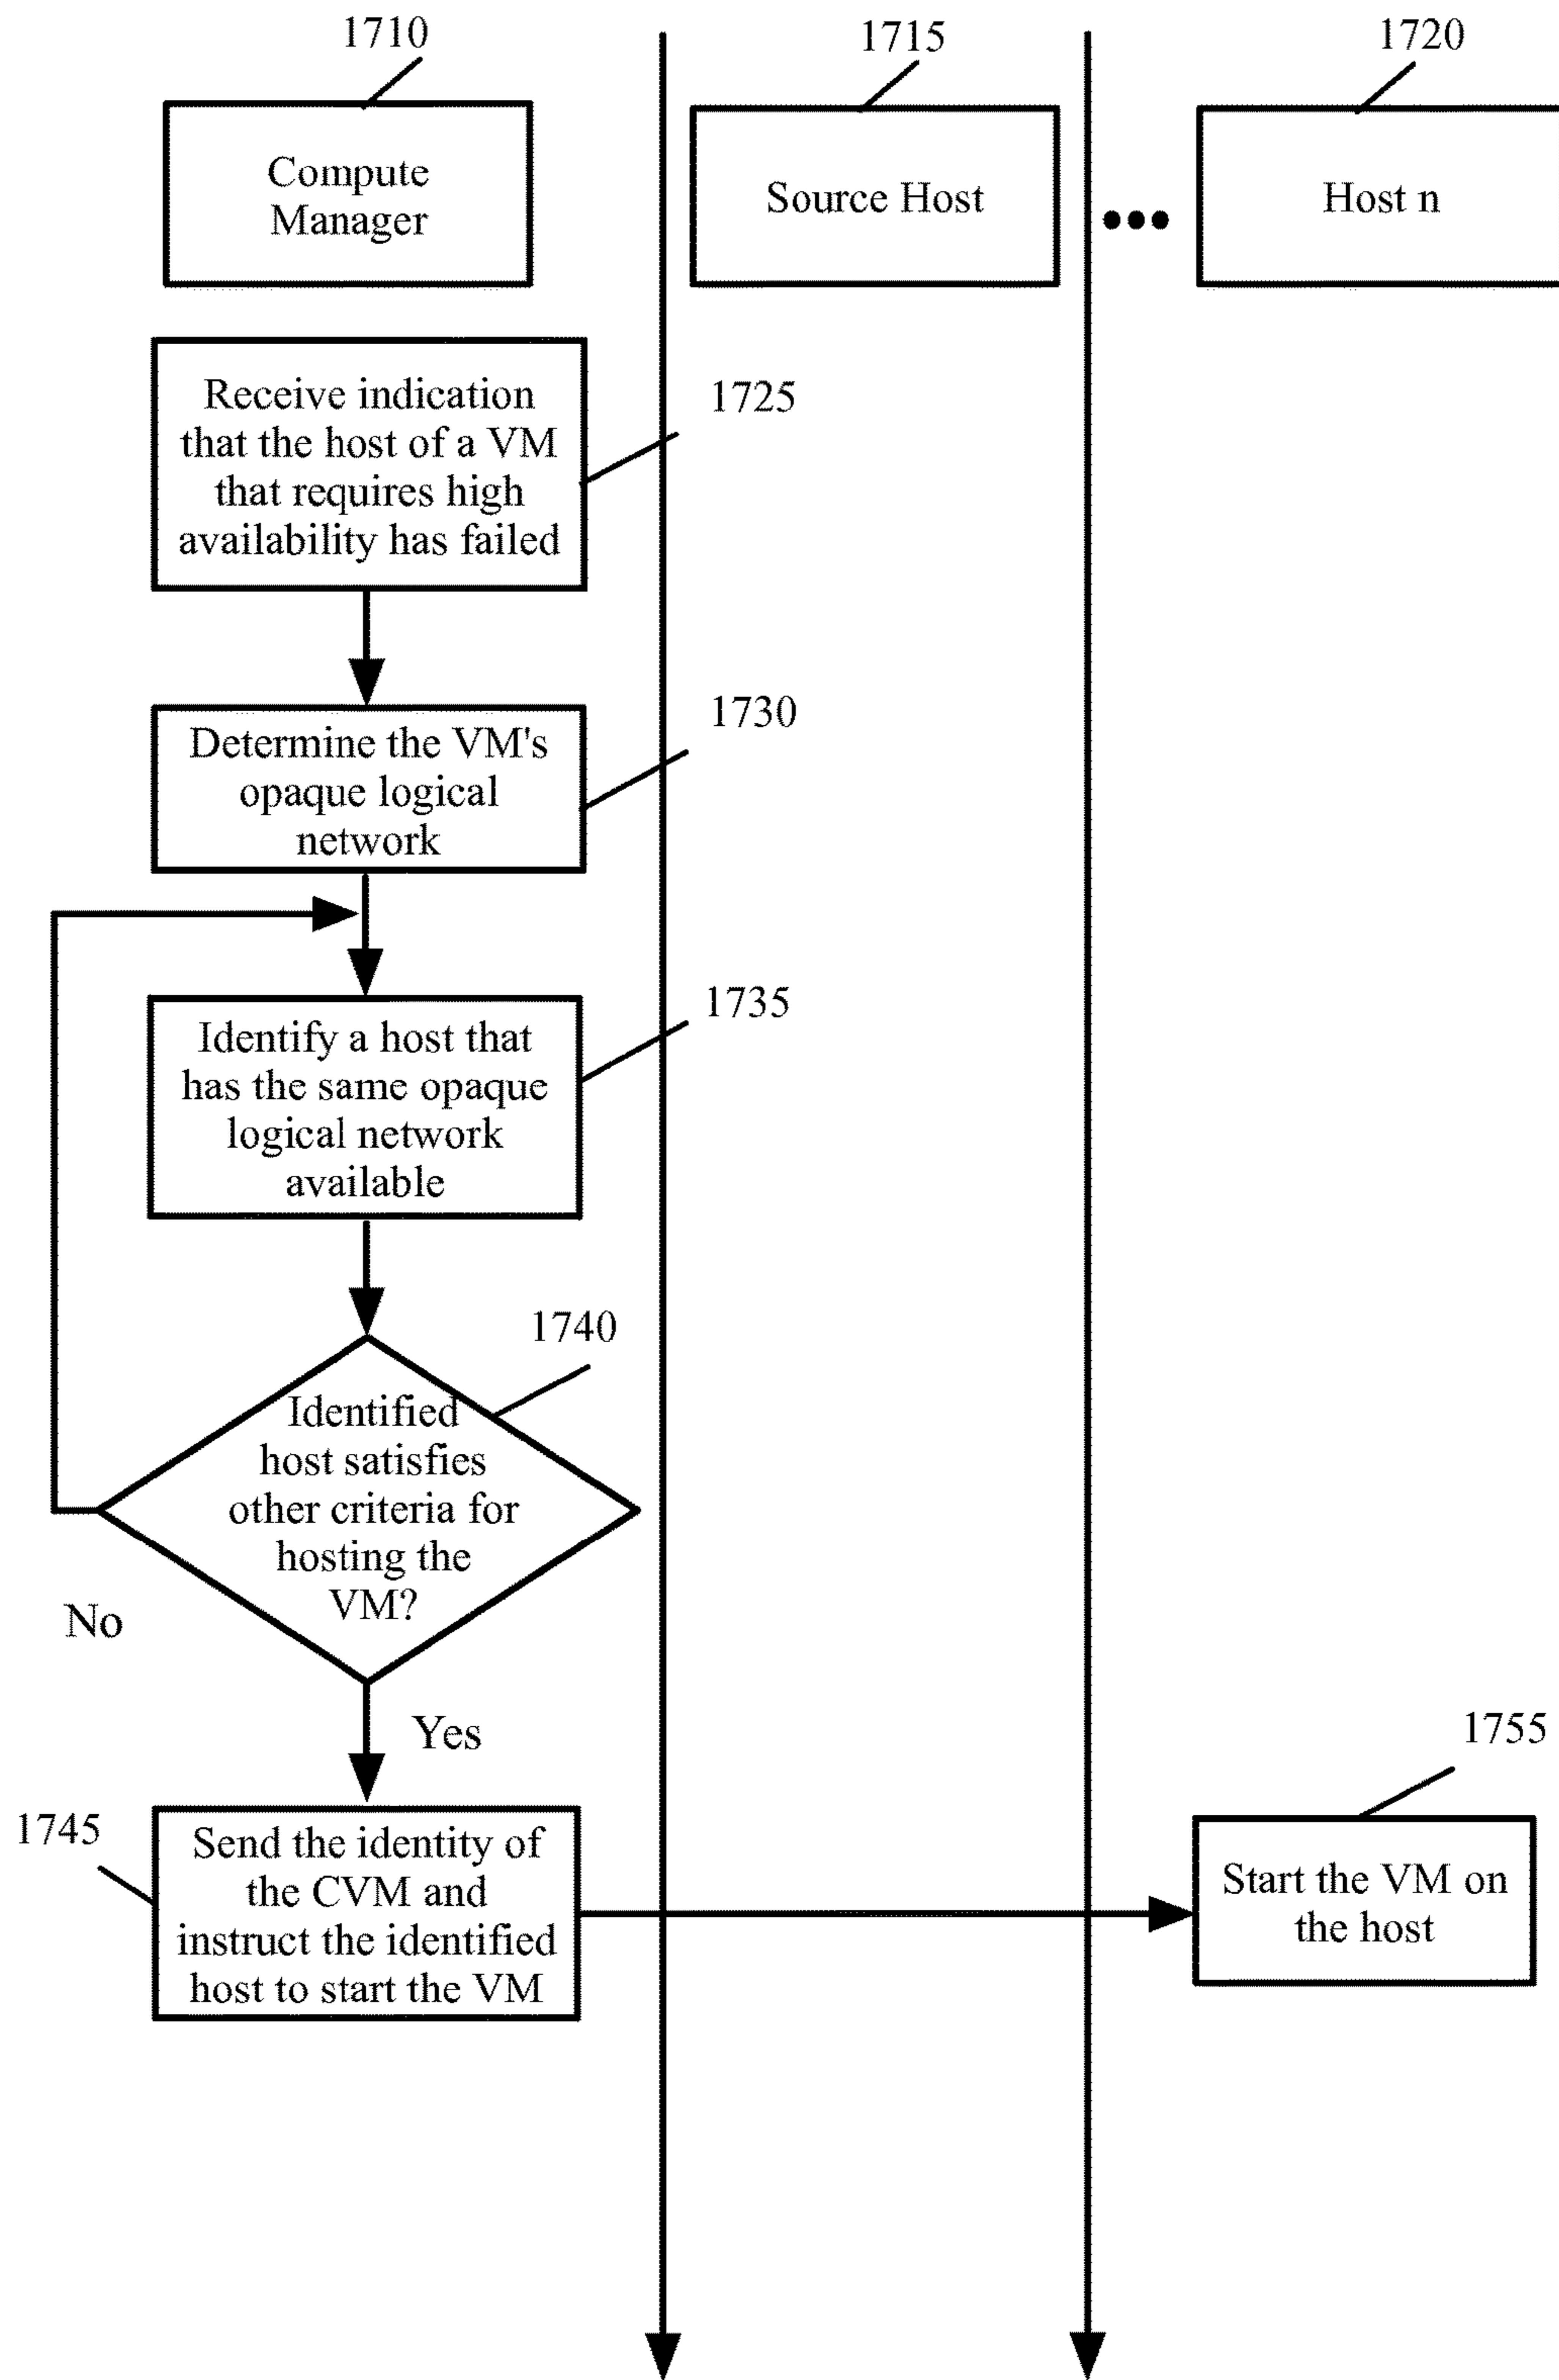 1710
1715
1720
Compute
Manager
Source Host
Host n
Receive indication
that the host of a VM
that requires high
availability has failed
1725
Determine the VM's
opaque logical
network
1730
Identify a host that
has the same opaque
logical network
available
1735
1740
Identified
host satisfies
other criteria for
hosting the
VM?
No
Yes
1745
Send the identity of
the CVM and
instruct the identified
host to start the VM
1755
Start the VM on
the host